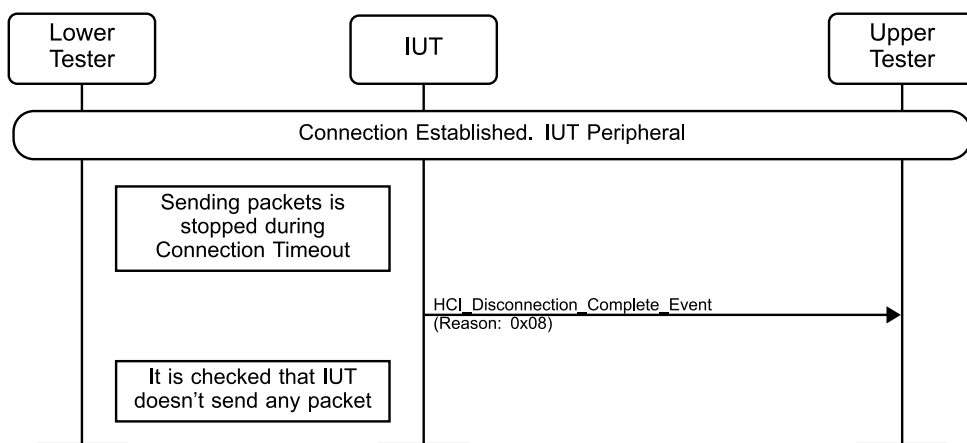 Lower
Tester
IUT
Upper
Tester
Connection Established. IUT Peripheral
Sending packets is
stopped during
Connection Timeout
HCI_Disconnection_Complete_Event
(Reason: 0x08)
It is checked that IUT
doesn't send any packet